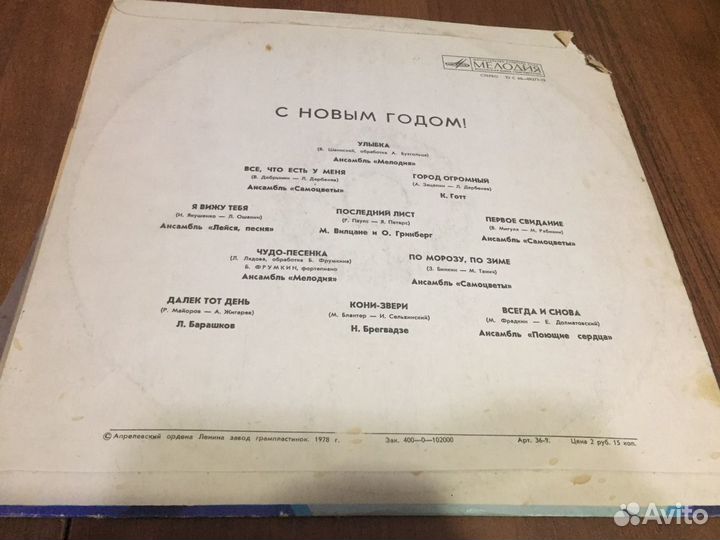 МЕЛОДИЯ
СТЕРЕО
С НОВЫМ ГОДОМ!
УЛЫБКА
(В. Шаинский, обработка А. Бухгольца)
Ансамбль «Мелодия»
ВСЕ, ЧТО ЕСТЬ У МЕНЯ
(В. Добрынин — Л. Дербенев)
Ансамбль «Самоцветы»
ГОРОД ОГРОМНЫЙ
(А. Зацепин — Л. Дербенев)
К. Готт
Я ВИЖУ ТЕБЯ
(Н. Якушенко — Л. Ошанин)
Ансамбль «Лейся, песня»
ПОСЛЕДНИЙ ЛИСТ
(Р. Паулс — Я. Петерс)
М. Вилцане и О. Гринберг
ПЕРВОЕ СВИДАНИЕ
(В. Мигуля — М. Рябинин)
Ансамбль «Самоцветы»
ЧУДО-ПЕСЕНКА
(Л. Лядова, обработка Б. Фрумкина)
Б. ФРУМКИН, фортепиано
Ансамбль «Мелодия»
ПО МОРОЗУ, ПО ЗИМЕ
(З. Бинкин — М. Танич)
Ансамбль «Самоцветы»
ДАЛЕК ТОТ ДЕНЬ
(Р. Майоров — А. Жигарев)
Л. Барашков
КОНИ-ЗВЕРИ
(М. Блантер — И. Сельвинский)
Н. Брегвадзе
ВСЕГДА И СНОВА
(М. Фрадкин — Е. Долматовский)
Ансамбль «Поющие сердца»
© Апрелевский ордена Ленина завод грампластинок. 1978 г. Зак. 400—0—102000 Арт. 36-9. Цена 2 руб. 15 коп.
Avito